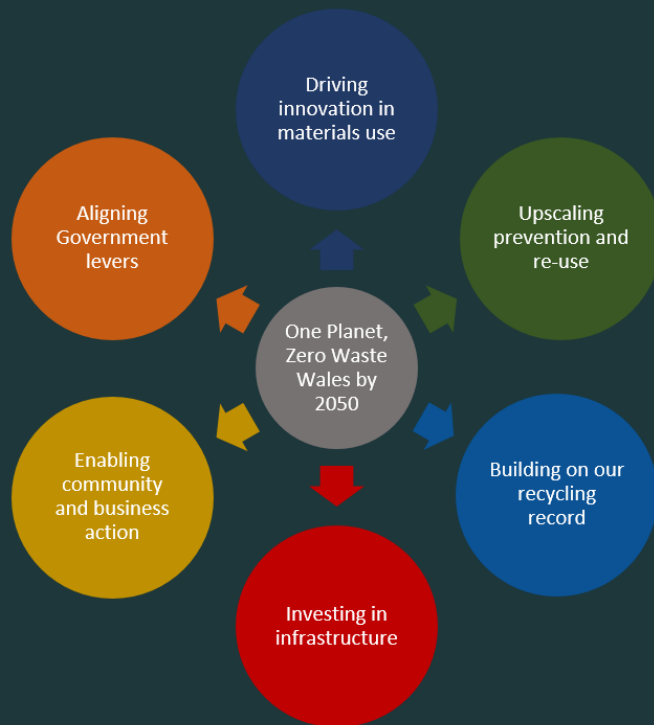 Driving
innovation in
materials use
Aligning
Government
levers
Upscaling
prevention and
re-use
One Planet,
Zero Waste
Wales by
2050
Enabling
community
and business
action
Building on our
recycling
record
Investing in
infrastructure